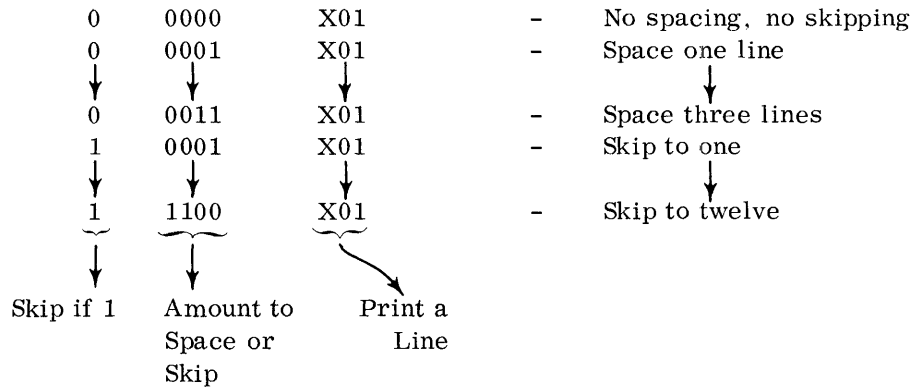 0 0000 X01 - No spacing, no skipping
0 0001 X01 - Space one line
0 0011 X01 - Space three lines
1 0001 X01 - Skip to one
1 1100 X01 - Skip to twelve
Skip if 1 Amount to Print a
Space or Line
Skip